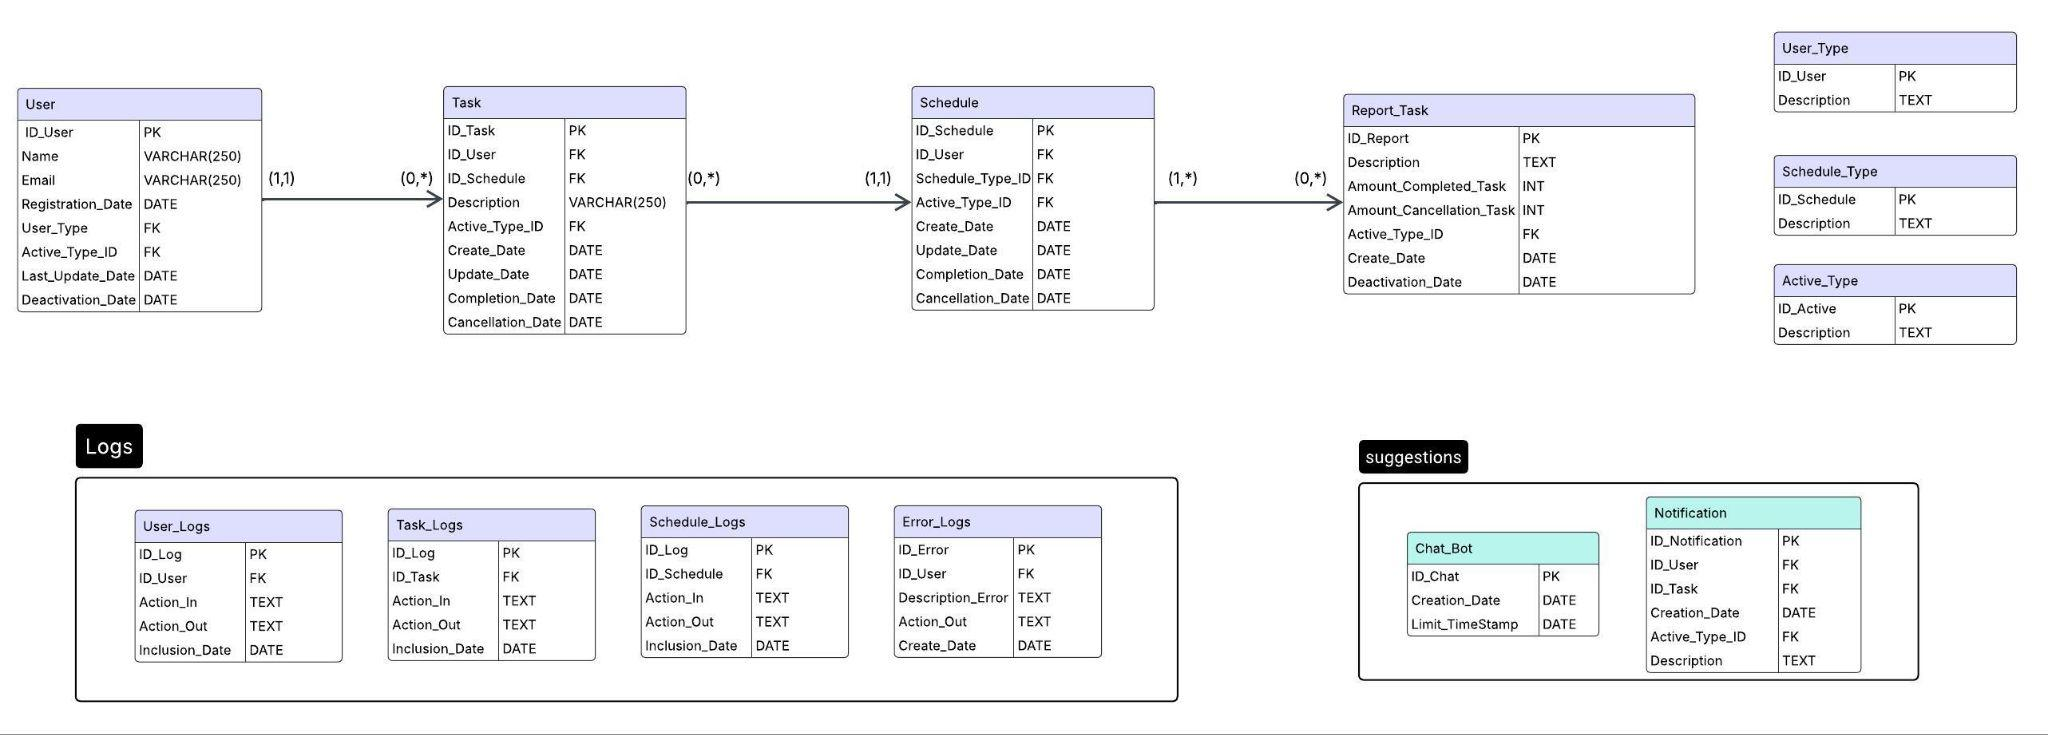 User
ID_User PK
Name VARCHAR(250)
Email VARCHAR(250)
Registration_Date DATE
User_Type FK
Active_Type_ID FK
Last_Update_Date DATE
Deactivation_Date DATE
(1,1)
(0,*)
Task
ID_Task PK
ID_User FK
ID_Schedule FK
Description VARCHAR(250)
Active_Type_ID FK
Create_Date DATE
Update_Date DATE
Completion_Date DATE
Cancellation_Date DATE
(0,*)
(1,1)
Schedule
ID_Schedule PK
ID_User FK
Schedule_Type_ID FK
Active_Type_ID FK
Create_Date DATE
Update_Date DATE
Completion_Date DATE
Cancellation_Date DATE
(1,*)
(0,*)
Report_Task
ID_Report PK
Description TEXT
Amount_Completed_Task INT
Amount_Cancellation_Task INT
Active_Type_ID FK
Create_Date DATE
Deactivation_Date DATE
User_Type
ID_User PK
Description TEXT
Schedule_Type
ID_Schedule PK
Description TEXT
Active_Type
ID_Active PK
Description TEXT
Logs
User_Logs
ID_Log PK
ID_User FK
Action_In TEXT
Action_Out TEXT
Inclusion_Date DATE
Task_Logs
ID_Log PK
ID_Task FK
Action_In TEXT
Action_Out TEXT
Inclusion_Date DATE
Schedule_Logs
ID_Log PK
ID_Schedule FK
Action_In TEXT
Action_Out TEXT
Inclusion_Date DATE
Error_Logs
ID_Error PK
ID_User FK
Description_Error TEXT
Action_Out TEXT
Create_Date DATE
suggestions
Chat_Bot
ID_Chat PK
Creation_Date DATE
Limit_TimeStamp DATE
Notification
ID_Notification PK
ID_User FK
ID_Task FK
Creation_Date DATE
Active_Type_ID FK
Description TEXT